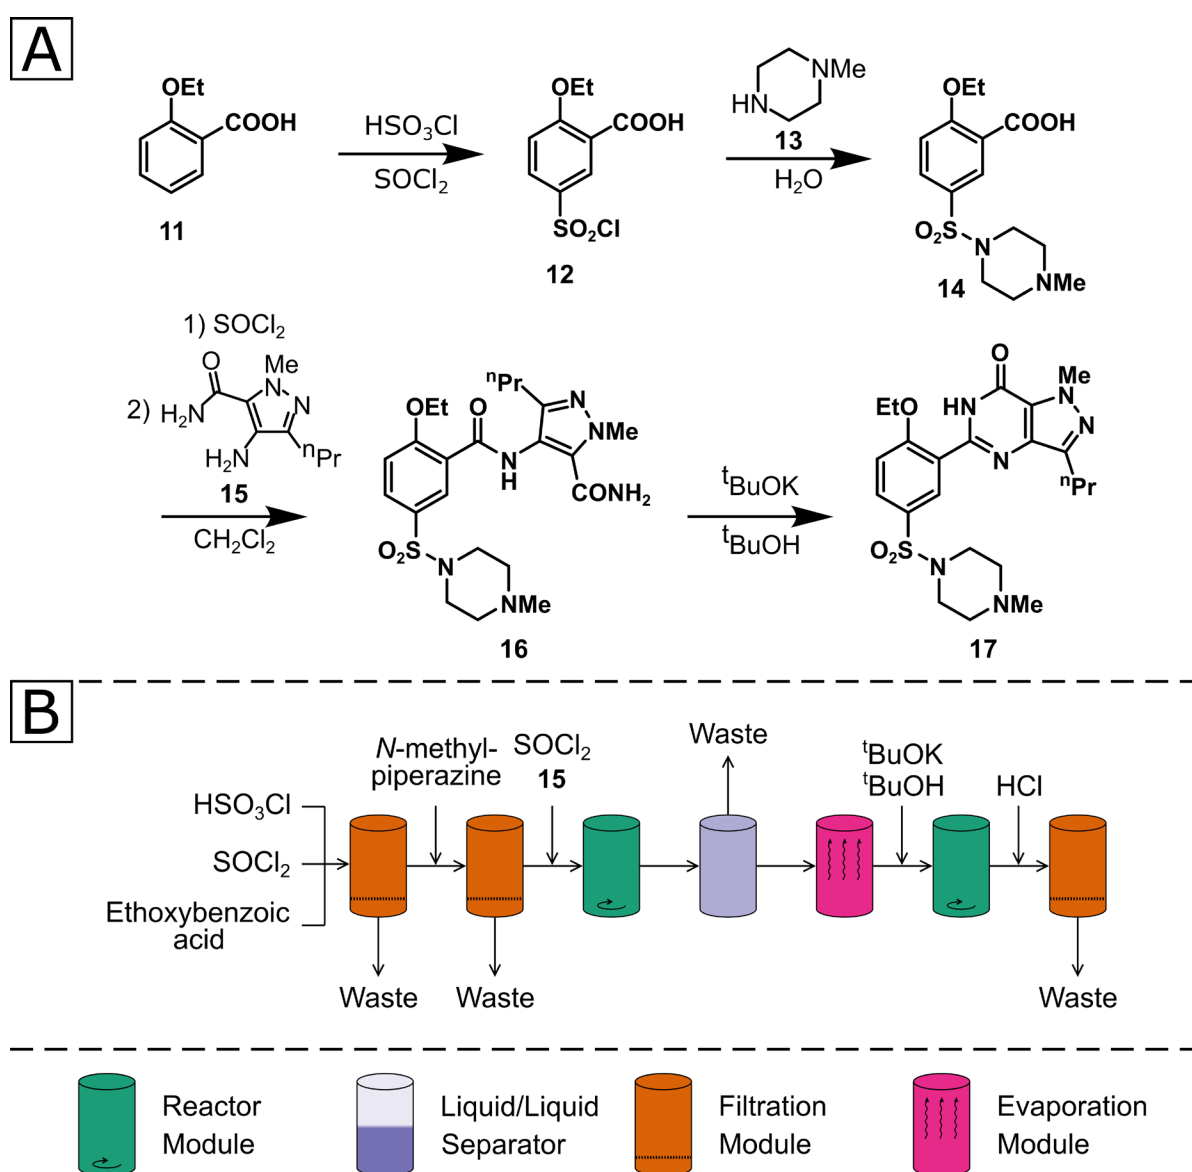 A
OEt
COOH
11
HSO3Cl
SOCl2
OEt
COOH
SO2Cl
12
NMe
HN
13
H2O
OEt
COOH
O2S
N
NMe
14
1) SOCl2
2)
O
Me
N
N
H2N
H2N
nPr
15
CH2Cl2
nPr
OEt
O
N
N
H
N
Me
CONH2
O2S
N
NMe
16
tBuOK
tBuOH
O
Me
EtO
HN
N
N
N
nPr
O2S
N
NMe
17
B
HSO3Cl
SOCl2
Ethoxybenzoic
acid
N-methyl-
piperazine
SOCl2
15
Waste
tBuOK
tBuOH
HCl
Waste
Waste
Waste
Reactor
Module
Liquid/Liquid
Separator
Filtration
Module
Evaporation
Module